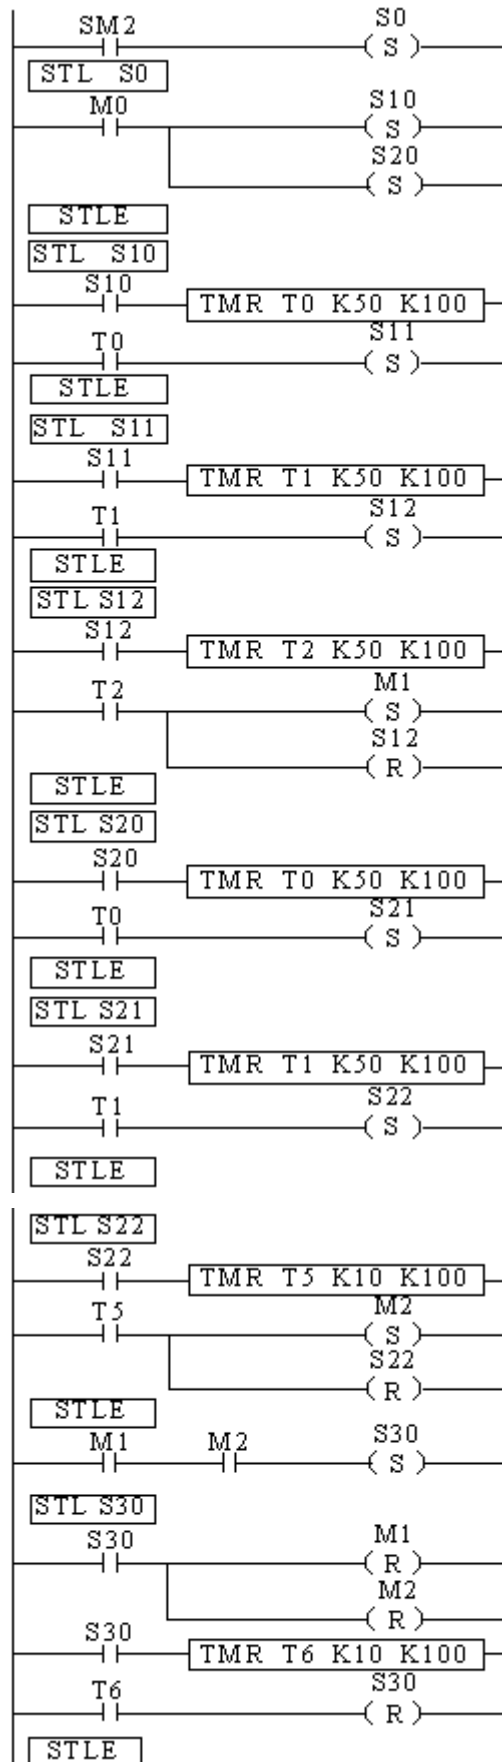 SM2 S0
( S )
STL S0
M0 S10
( S )
S20
( S )
STLE
STL S10
S10
TMR T0 K50 K100
T0 S11
( S )
STLE
STL S11
S11
TMR T1 K50 K100
T1 S12
( S )
STLE
STL S12
S12
TMR T2 K50 K100
T2 M1
( S )
S12
( R )
STLE
STL S20
S20
TMR T0 K50 K100
T0 S21
( S )
STLE
STL S21
S21
TMR T1 K50 K100
T1 S22
( S )
STLE
STL S22
S22
TMR T5 K10 K100
T5 M2
( S )
S22
( R )
STLE
M1 M2 S30
( S )
STL S30
S30 M1
( R )
M2
( R )
S30
TMR T6 K10 K100
T6 S30
( R )
STLE